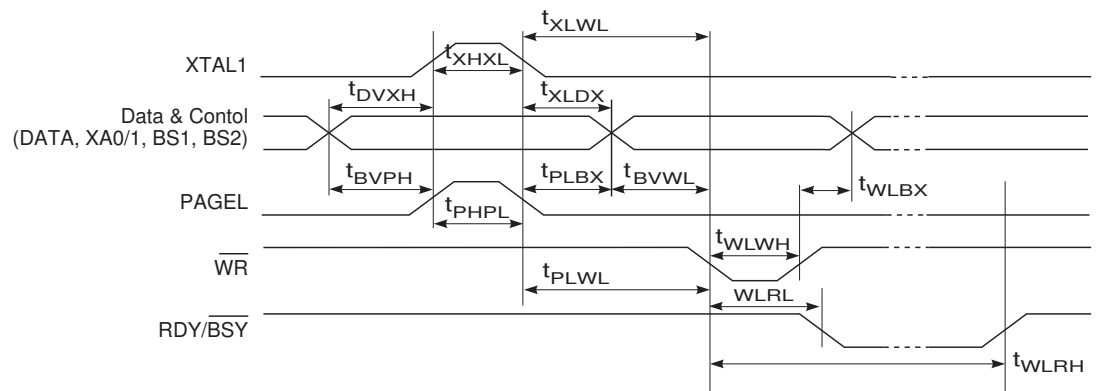 tXLWL
XTAL1
tXHXL
tDVXH
tXLDX
Data & Contol
(DATA, XA0/1, BS1, BS2)
tBVPH
tPLBX
tBVWL
tWLBX
PAGEL
tPHPL
tWLWH
WR
tPLWL
WLRL
RDY/BSY
tWLRH